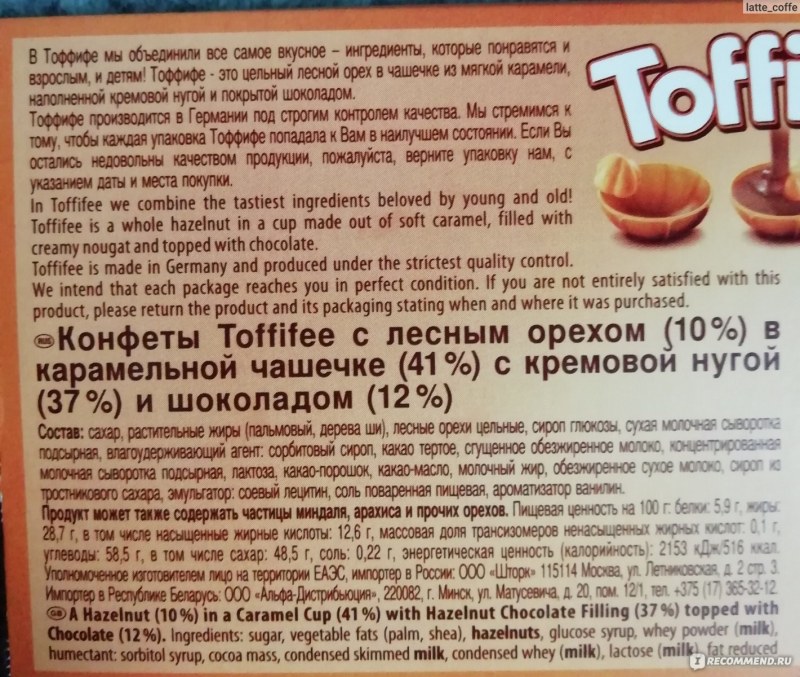 latte_coffe
В Тоффифе мы объединили все самое вкусное – ингредиенты, которые понравятся и
взрослым, и детям! Тоффифе - это цельный лесной орех в чашечке из мягкой карамели,
наполненной кремовой нугой и покрытой шоколадом.
Тоффифе производится в Германии под строгим контролем качества. Мы стремимся к
тому, чтобы каждая упаковка Тоффифе попадала к Вам в наилучшем состоянии. Если Вы
остались недовольны качеством продукции, пожалуйста, верните упаковку нам, с
указанием даты и места покупки.
In Toffifee we combine the tastiest ingredients beloved by young and old!
Toffifee is a whole hazelnut in a cup made out of soft caramel, filled with
creamy nougat and topped with chocolate.
Toffifee is made in Germany and produced under the strictest quality control.
We intend that each package reaches you in perfect condition. If you are not entirely satisfied with this
product, please return the product and its packaging stating when and where it was purchased.
Toffi
RUS Конфеты Toffifee с лесным орехом (10%) в
карамельной чашечке (41%) с кремовой нугой
(37%) и шоколадом (12%)
Состав: сахар, растительные жиры (пальмовый, дерева ши), лесные орехи цельные, сироп глюкозы, сухая молочная сыворотка
подсырная, влагоудерживающий агент: сорбитовый сироп, какао тертое, сгущенное обезжиренное молоко, концентрированная
молочная сыворотка подсырная, лактоза, какао-порошок, какао-масло, молочный жир, обезжиренное сухое молоко, сироп из
тростникового сахара, эмульгатор: соевый лецитин, соль поваренная пищевая, ароматизатор ванилин.
Продукт может также содержать частицы миндаля, арахиса и прочих орехов. Пищевая ценность на 100 г: белки: 5,9 г, жиры:
28,7 г, в том числе насыщенные жирные кислоты: 12,6 г, массовая доля трансизомеров ненасыщенных жирных кислот: 0,1 г,
углеводы: 58,5 г, в том числе сахар: 48,5 г, соль: 0,22 г, энергетическая ценность (калорийность): 2153 кДж/516 ккал.
Уполномоченное изготовителем лицо на территории ЕАЭС, импортер в России: ООО «Шторк» 115114 Москва, ул. Летниковская, д. 2 стр. 3.
Импортер в Республике Беларусь: ООО «Альфа-Дистрибьюция», 220082, г. Минск, ул. Матусевича, д. 20, пом. 12/1, тел. +375 (17) 365-32-12.
GB A Hazelnut (10%) in a Caramel Cup (41%) with Hazelnut Chocolate Filling (37%) topped with
Chocolate (12%). Ingredients: sugar, vegetable fats (palm, shea), hazelnuts, glucose syrup, whey powder (milk),
humectant: sorbitol syrup, cocoa mass, condensed skimmed milk, condensed whey (milk), lactose (milk), fat reduced
I RECOMMEND.RU